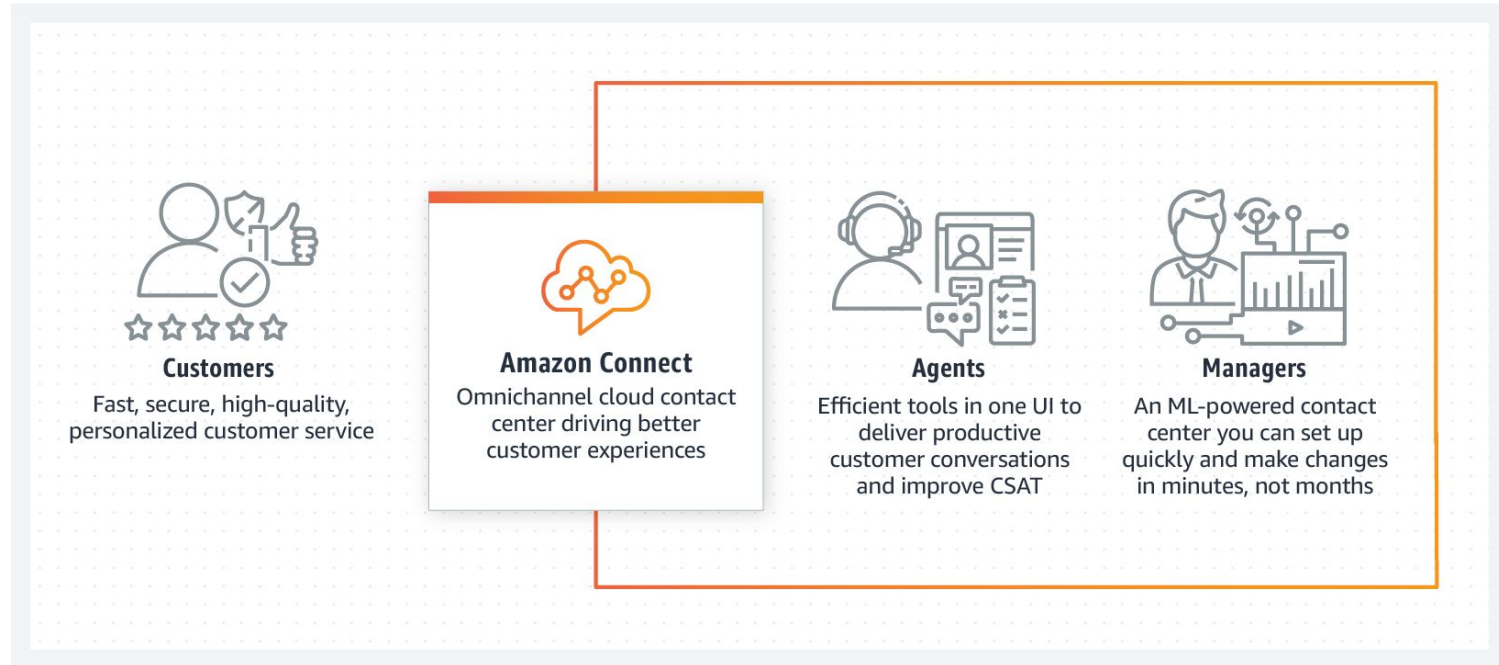 Customers
Fast, secure, high-quality,
personalized customer service
Amazon Connect
Omnichannel cloud contact
center driving better
customer experiences
Agents
Efficient tools in one UI to
deliver productive
customer conversations
and improve CSAT
Managers
An ML-powered contact
center you can set up
quickly and make changes
in minutes, not months